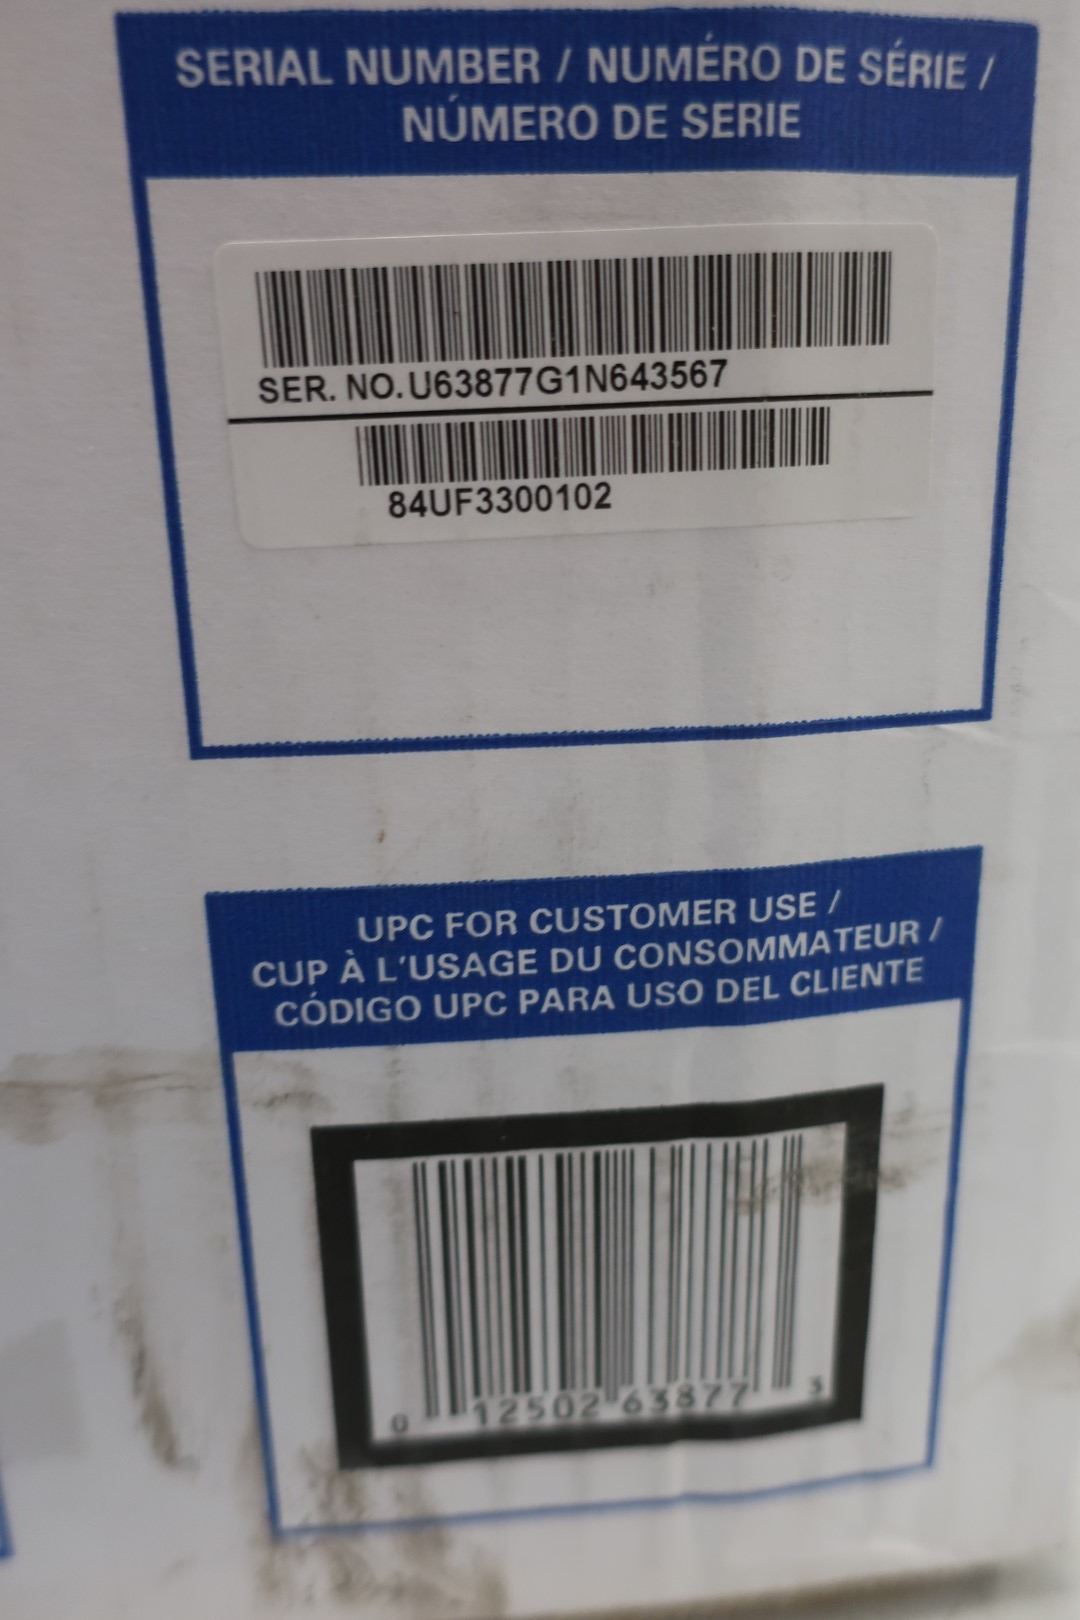 SERIAL NUMBER / NUMÉRO DE SÉRIE /
NÚMERO DE SERIE
SER. NO.U63877G1N643567
84UF3300102
UPC FOR CUSTOMER USE /
CUP À L'USAGE DU CONSOMMATEUR /
CÓDIGO UPC PARA USO DEL CLIENTE
0 12502 63877 3